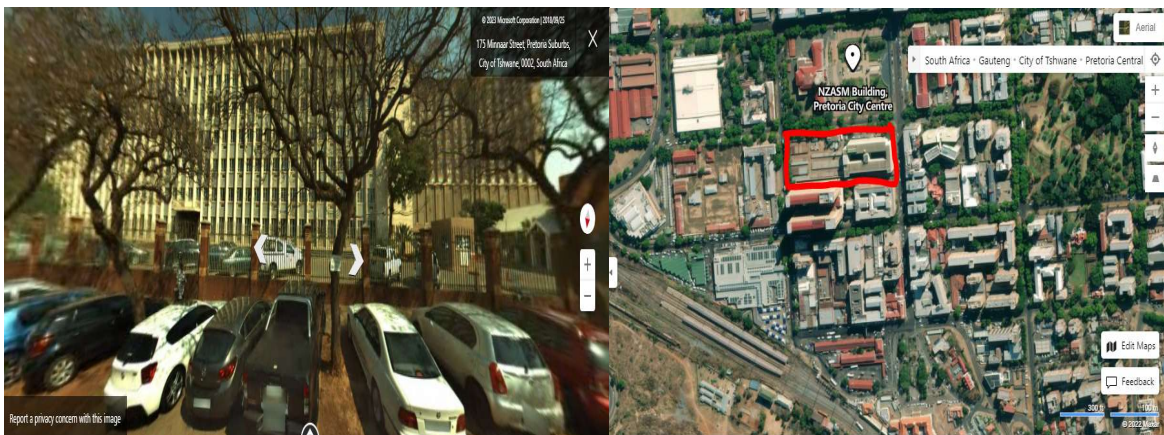 © 2023 Microsoft Corporation | 2018/09/25
175 Minnaar Street, Pretoria Suburbs,
City of Tshwane, 0002, South Africa
Report a privacy concern with this image
Aerial
South Africa · Gauteng · City of Tshwane · Pretoria Central
NZASM Building,
Pretoria City Centre
Edit Maps
Feedback
300 ft
100 m
© 2022 Maxar